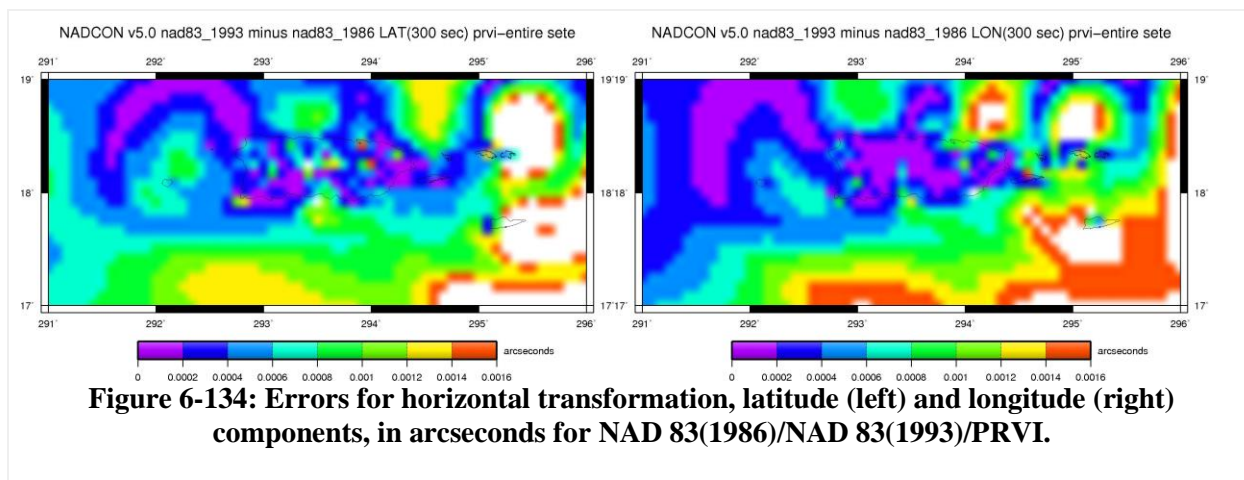 NADCON v5.0 nad83_1993 minus nad83_1986 LAT(300 sec) prvi-entire sete
291˚ 292˚ 293˚ 294˚ 295˚ 296˚
19˚ 19˚
18˚ 18˚
17˚ 17˚
291˚ 292˚ 293˚ 294˚ 295˚ 296˚
arcseconds
0 0.0002 0.0004 0.0006 0.0008 0.001 0.0012 0.0014 0.0016
NADCON v5.0 nad83_1993 minus nad83_1986 LON(300 sec) prvi-entire sete
291˚ 292˚ 293˚ 294˚ 295˚ 296˚
19˚ 19˚
18˚ 18˚
17˚ 17˚
291˚ 292˚ 293˚ 294˚ 295˚ 296˚
arcseconds
0 0.0002 0.0004 0.0006 0.0008 0.001 0.0012 0.0014 0.0016
Figure 6-134: Errors for horizontal transformation, latitude (left) and longitude (right)
components, in arcseconds for NAD 83(1986)/NAD 83(1993)/PRVI.